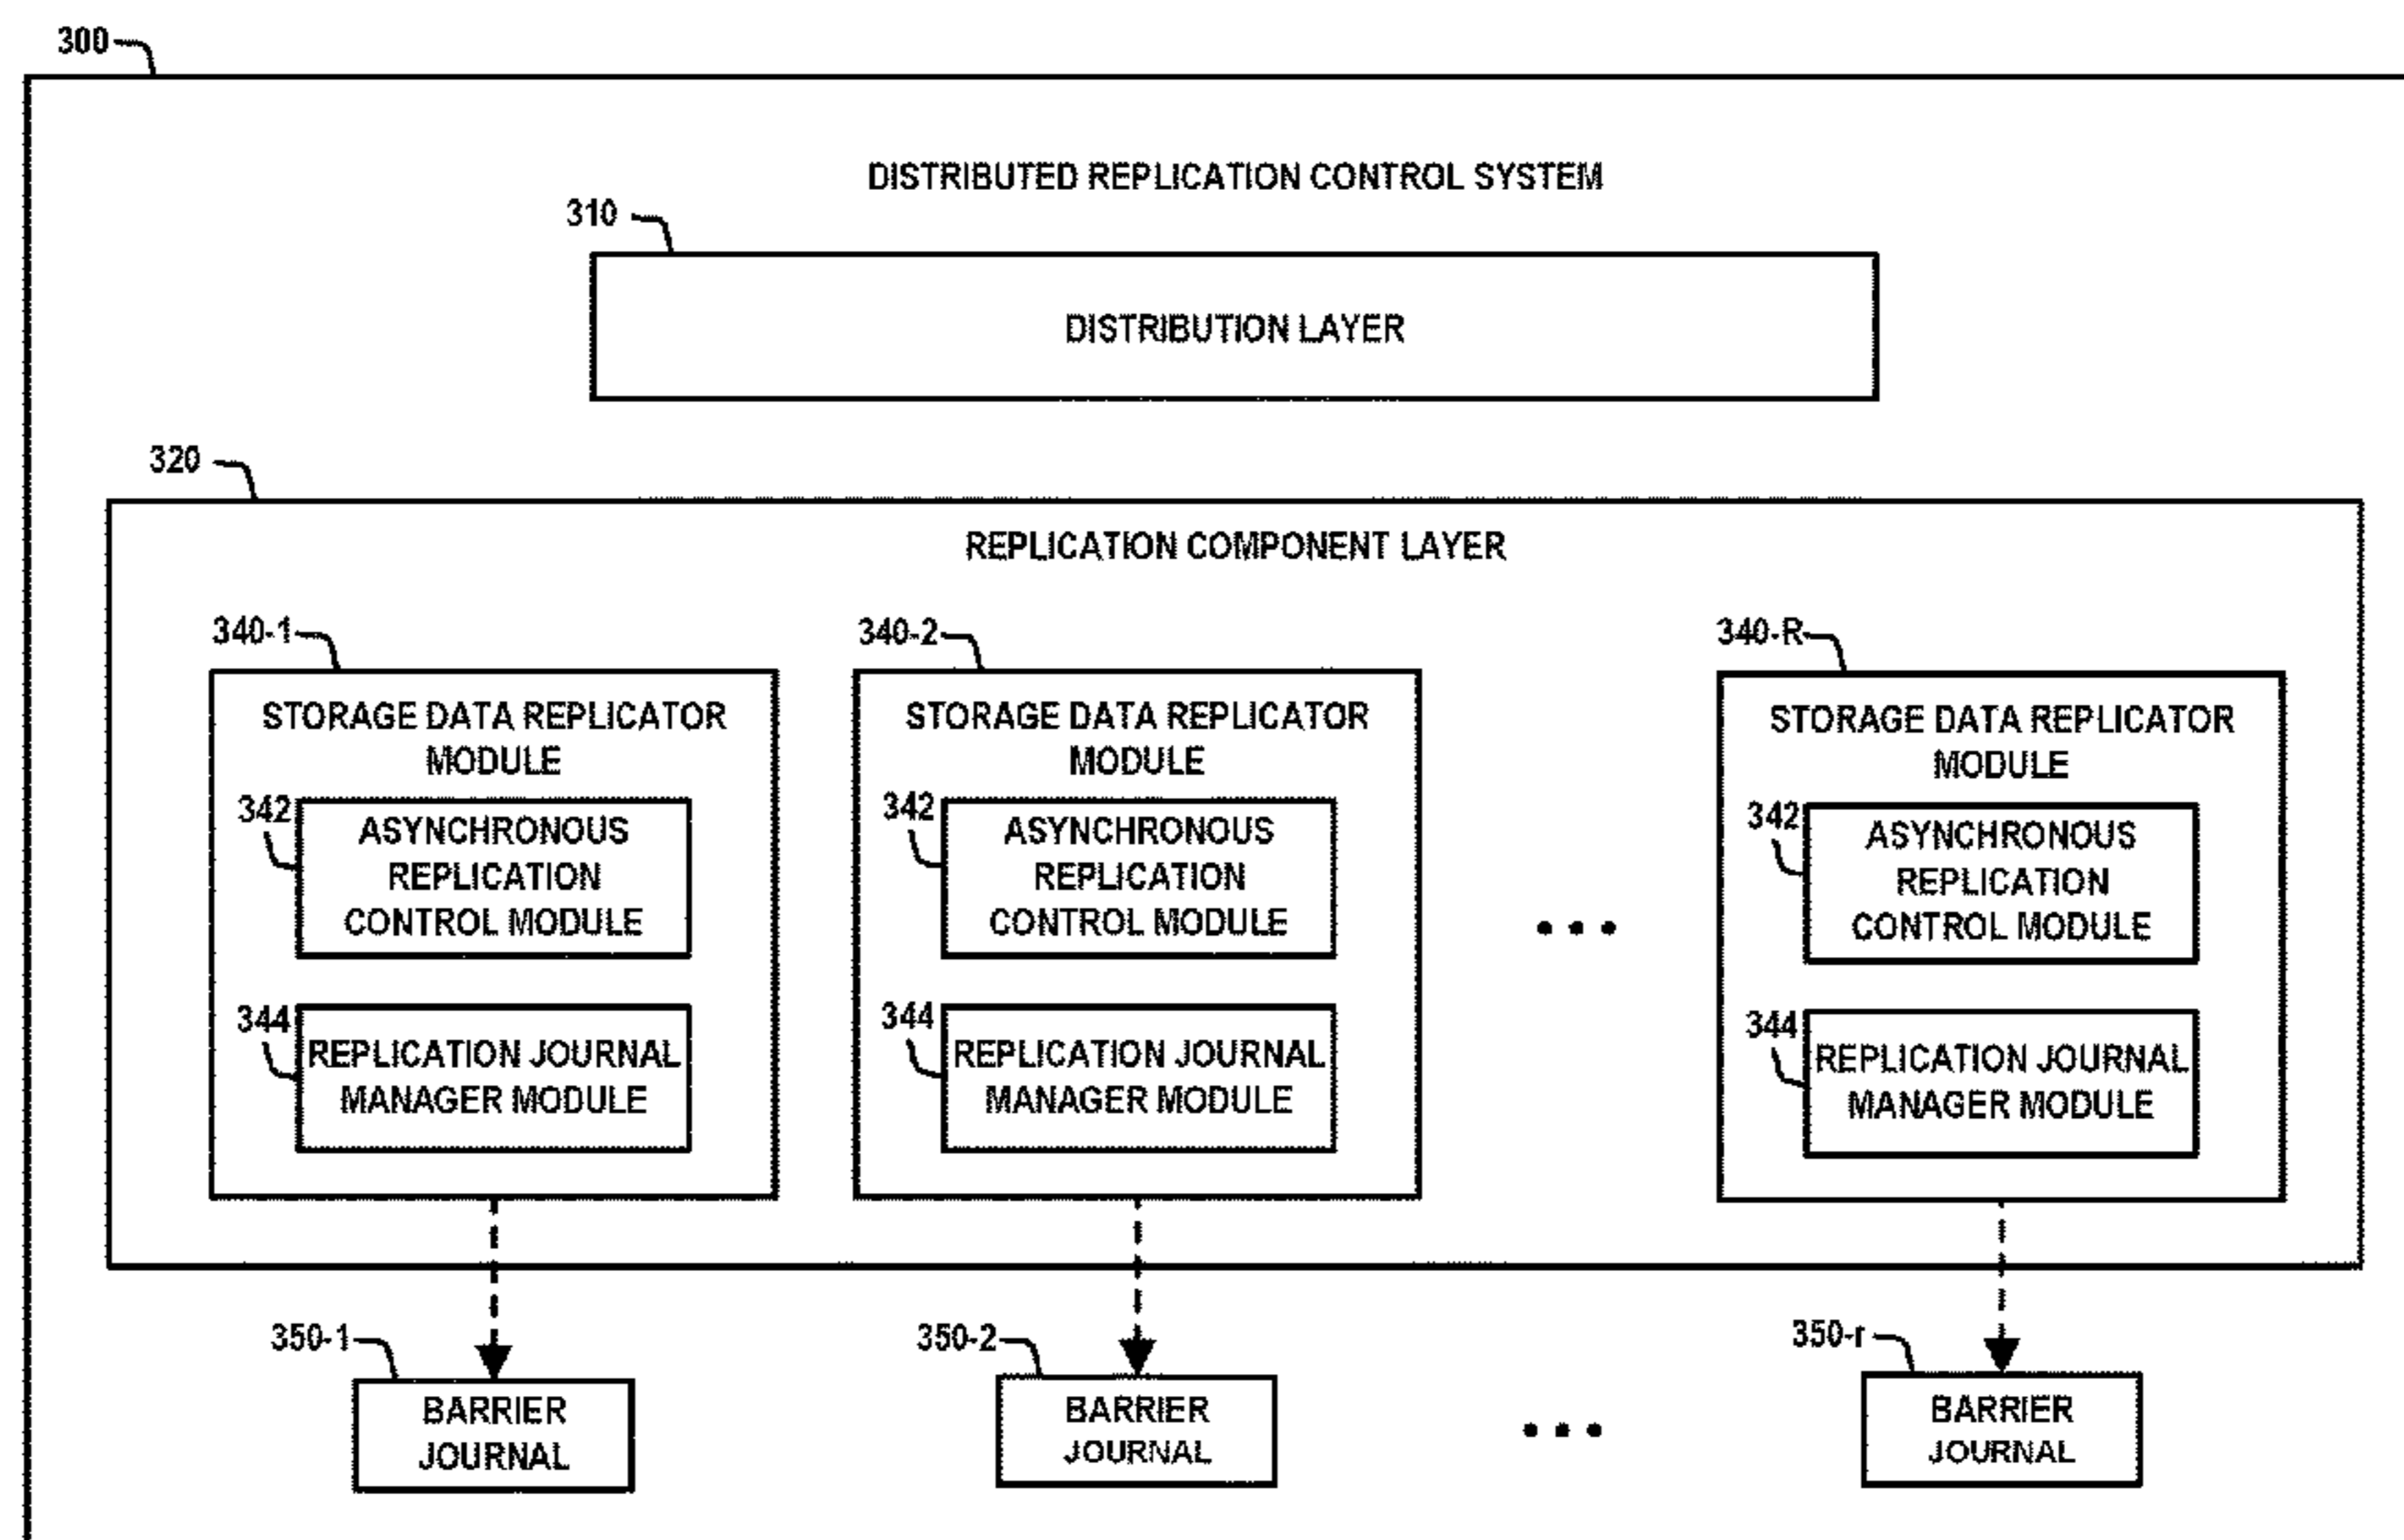 300
DISTRIBUTED REPLICATION CONTROL SYSTEM
310
DISTRIBUTION LAYER
320
REPLICATION COMPONENT LAYER
340-1
STORAGE DATA REPLICATOR
MODULE
342
ASYNCHRONOUS
REPLICATION
CONTROL MODULE
344
REPLICATION JOURNAL
MANAGER MODULE
340-2
STORAGE DATA REPLICATOR
MODULE
342
ASYNCHRONOUS
REPLICATION
CONTROL MODULE
344
REPLICATION JOURNAL
MANAGER MODULE
340-R
STORAGE DATA REPLICATOR
MODULE
342
ASYNCHRONOUS
REPLICATION
CONTROL MODULE
344
REPLICATION JOURNAL
MANAGER MODULE
350-1
BARRIER
JOURNAL
350-2
BARRIER
JOURNAL
350-r
BARRIER
JOURNAL